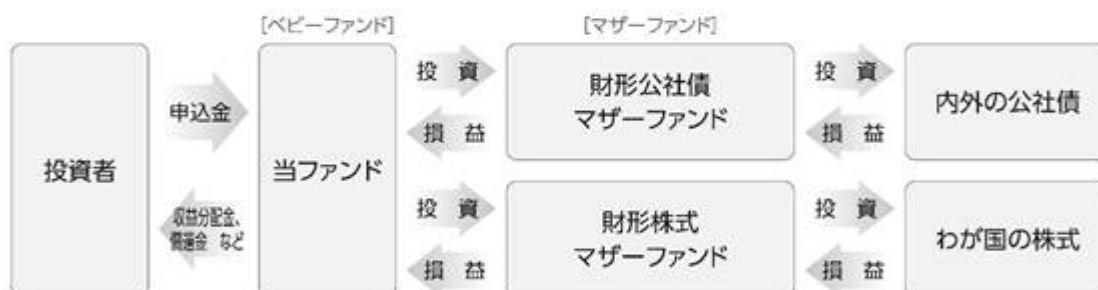 [ベビーファンド]
[マザーファンド]
投資者
申込金
収益分配金、
償還金 など
当ファンド
投 資
損 益
財形公社債
マザーファンド
投 資
損 益
内外の公社債
投 資
損 益
財形株式
マザーファンド
投 資
損 益
わが国の株式